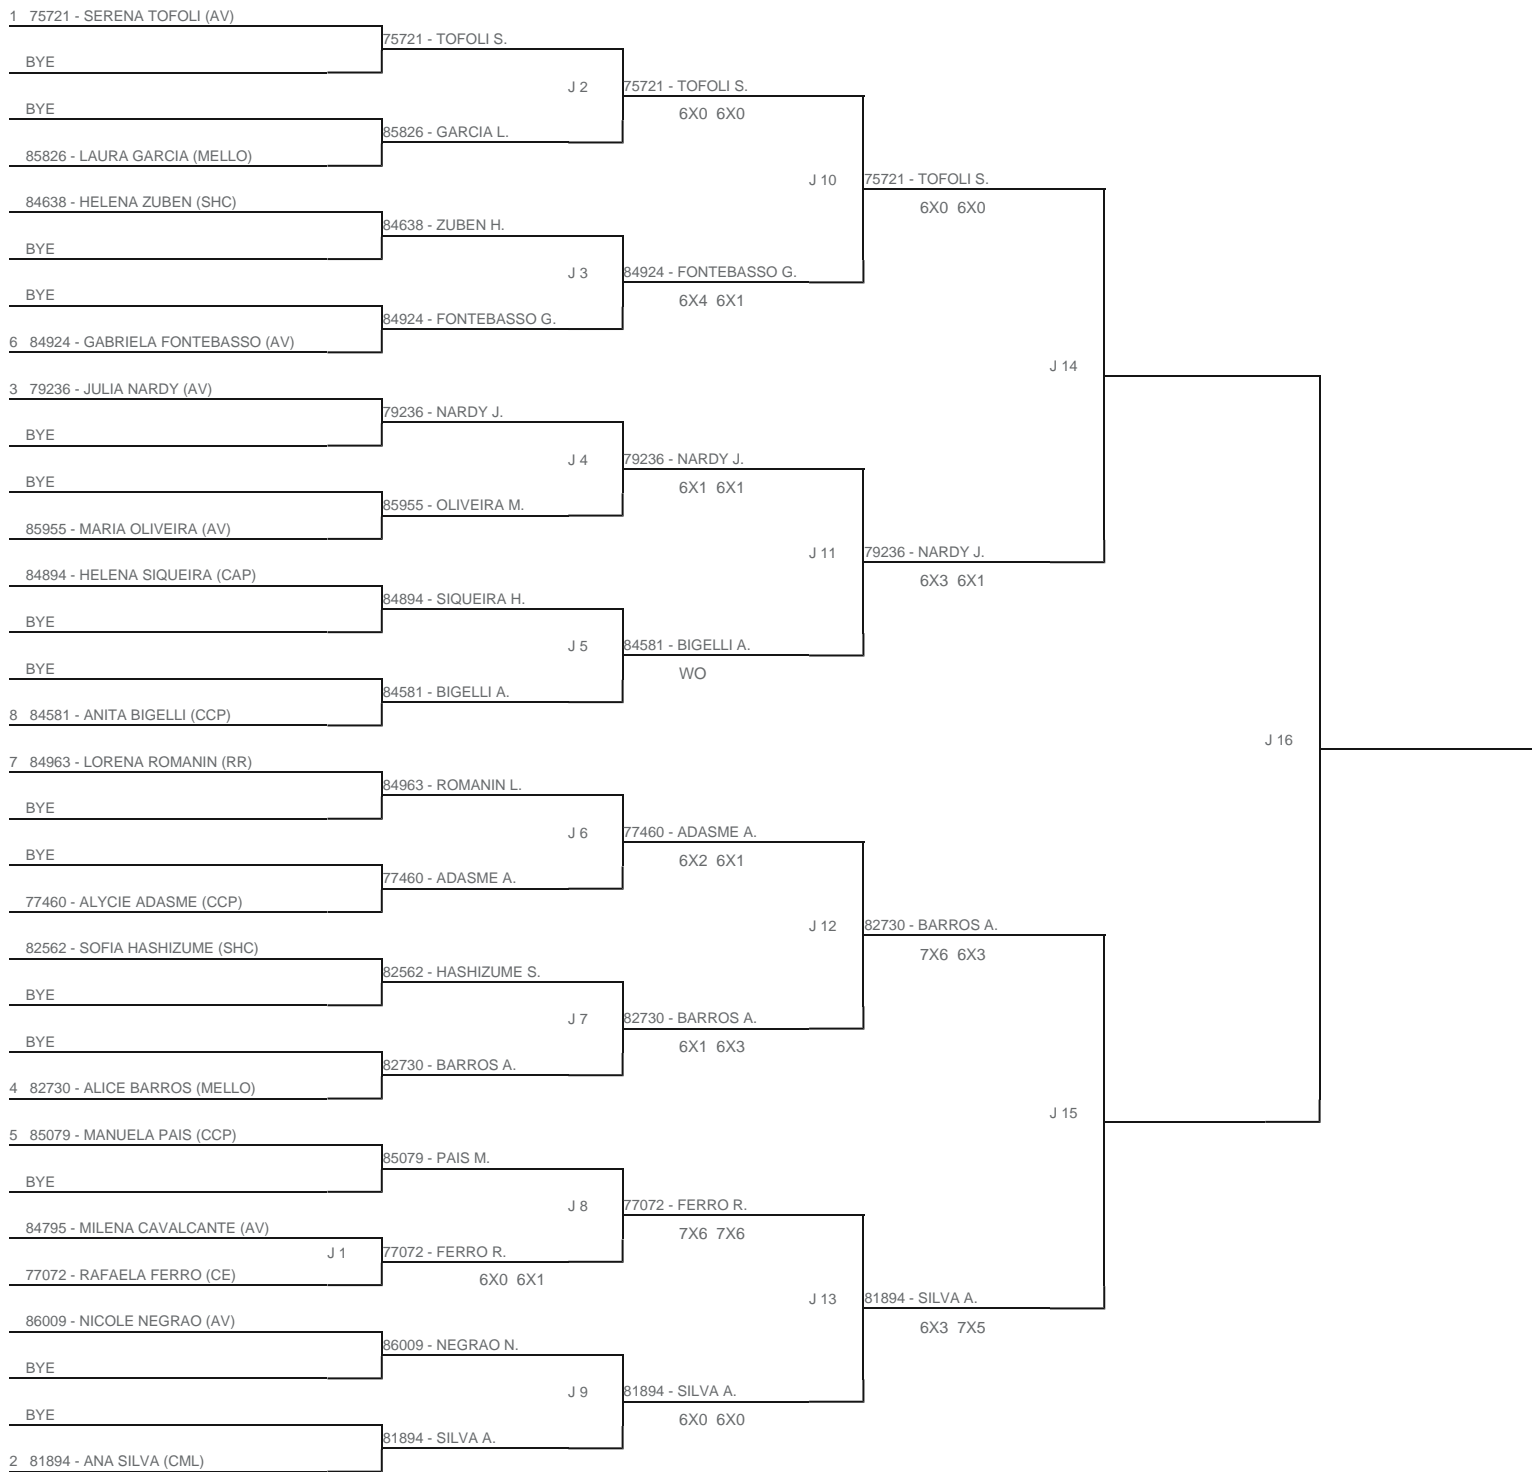 1 75721 - SERENA TOFOLI (AV)
75721 - TOFOLI S.
BYE
J 2
75721 - TOFOLI S.
6X0 6X0
BYE
85826 - GARCIA L.
85826 - LAURA GARCIA (MELLO)
J 10
75721 - TOFOLI S.
6X0 6X0
84638 - HELENA ZUBEN (SHC)
84638 - ZUBEN H.
BYE
J 3
84924 - FONTEBASSO G.
6X4 6X1
BYE
84924 - FONTEBASSO G.
6 84924 - GABRIELA FONTEBASSO (AV)
J 14
3 79236 - JULIA NARDY (AV)
79236 - NARDY J.
BYE
J 4
79236 - NARDY J.
6X1 6X1
BYE
85955 - OLIVEIRA M.
85955 - MARIA OLIVEIRA (AV)
J 11
79236 - NARDY J.
6X3 6X1
84894 - HELENA SIQUEIRA (CAP)
84894 - SIQUEIRA H.
BYE
J 5
84581 - BIGELLI A.
WO
BYE
84581 - BIGELLI A.
8 84581 - ANITA BIGELLI (CCP)
J 16
7 84963 - LORENA ROMANIN (RR)
84963 - ROMANIN L.
BYE
J 6
77460 - ADASME A.
6X2 6X1
BYE
77460 - ADASME A.
77460 - ALYCIE ADASME (CCP)
J 12
82730 - BARROS A.
7X6 6X3
82562 - SOFIA HASHIZUME (SHC)
82562 - HASHIZUME S.
BYE
J 7
82730 - BARROS A.
6X1 6X3
BYE
82730 - BARROS A.
4 82730 - ALICE BARROS (MELLO)
J 15
5 85079 - MANUELA PAIS (CCP)
85079 - PAIS M.
BYE
J 8
77072 - FERRO R.
7X6 7X6
84795 - MILENA CAVALCANTE (AV)
J 1
77072 - FERRO R.
6X0 6X1
77072 - RAFAELA FERRO (CE)
J 13
81894 - SILVA A.
6X3 7X5
86009 - NICOLE NEGRAO (AV)
86009 - NEGRAO N.
BYE
J 9
81894 - SILVA A.
6X0 6X0
BYE
81894 - SILVA A.
2 81894 - ANA SILVA (CML)